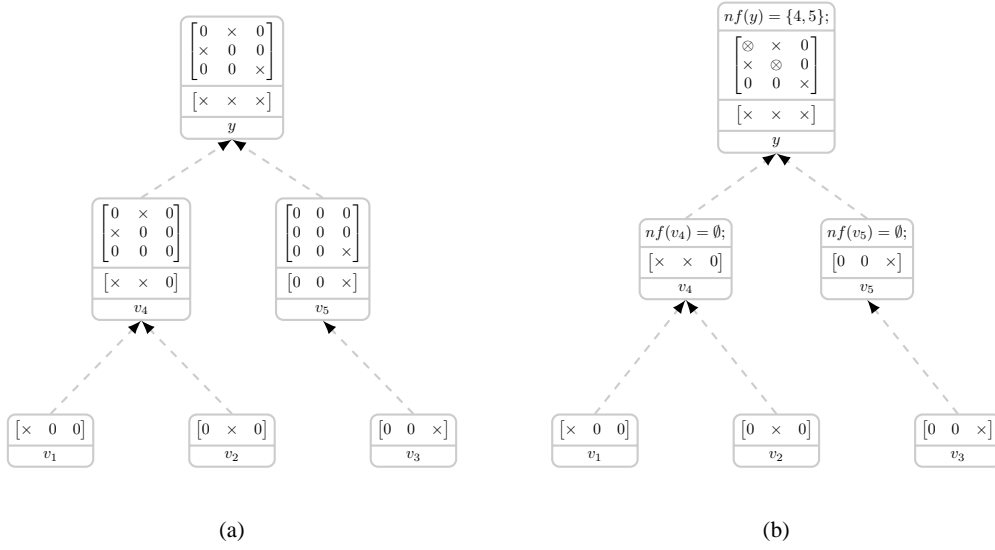 [0 × 0
× 0 0
0 0 ×]
[× × ×]
y
[0 × 0
× 0 0
0 0 0]
[× × 0]
v₄
[0 0 0
0 0 0
0 0 ×]
[0 0 ×]
v₅
[× 0 0]
v₁
[0 × 0]
v₂
[0 0 ×]
v₃
(a)
nf(y) = {4, 5};
[⊗ × 0
× ⊗ 0
0 0 ×]
[× × ×]
y
nf(v₄) = ∅;
[× × 0]
v₄
nf(v₅) = ∅;
[0 0 ×]
v₅
[× 0 0]
v₁
[0 × 0]
v₂
[0 0 ×]
v₃
(b)